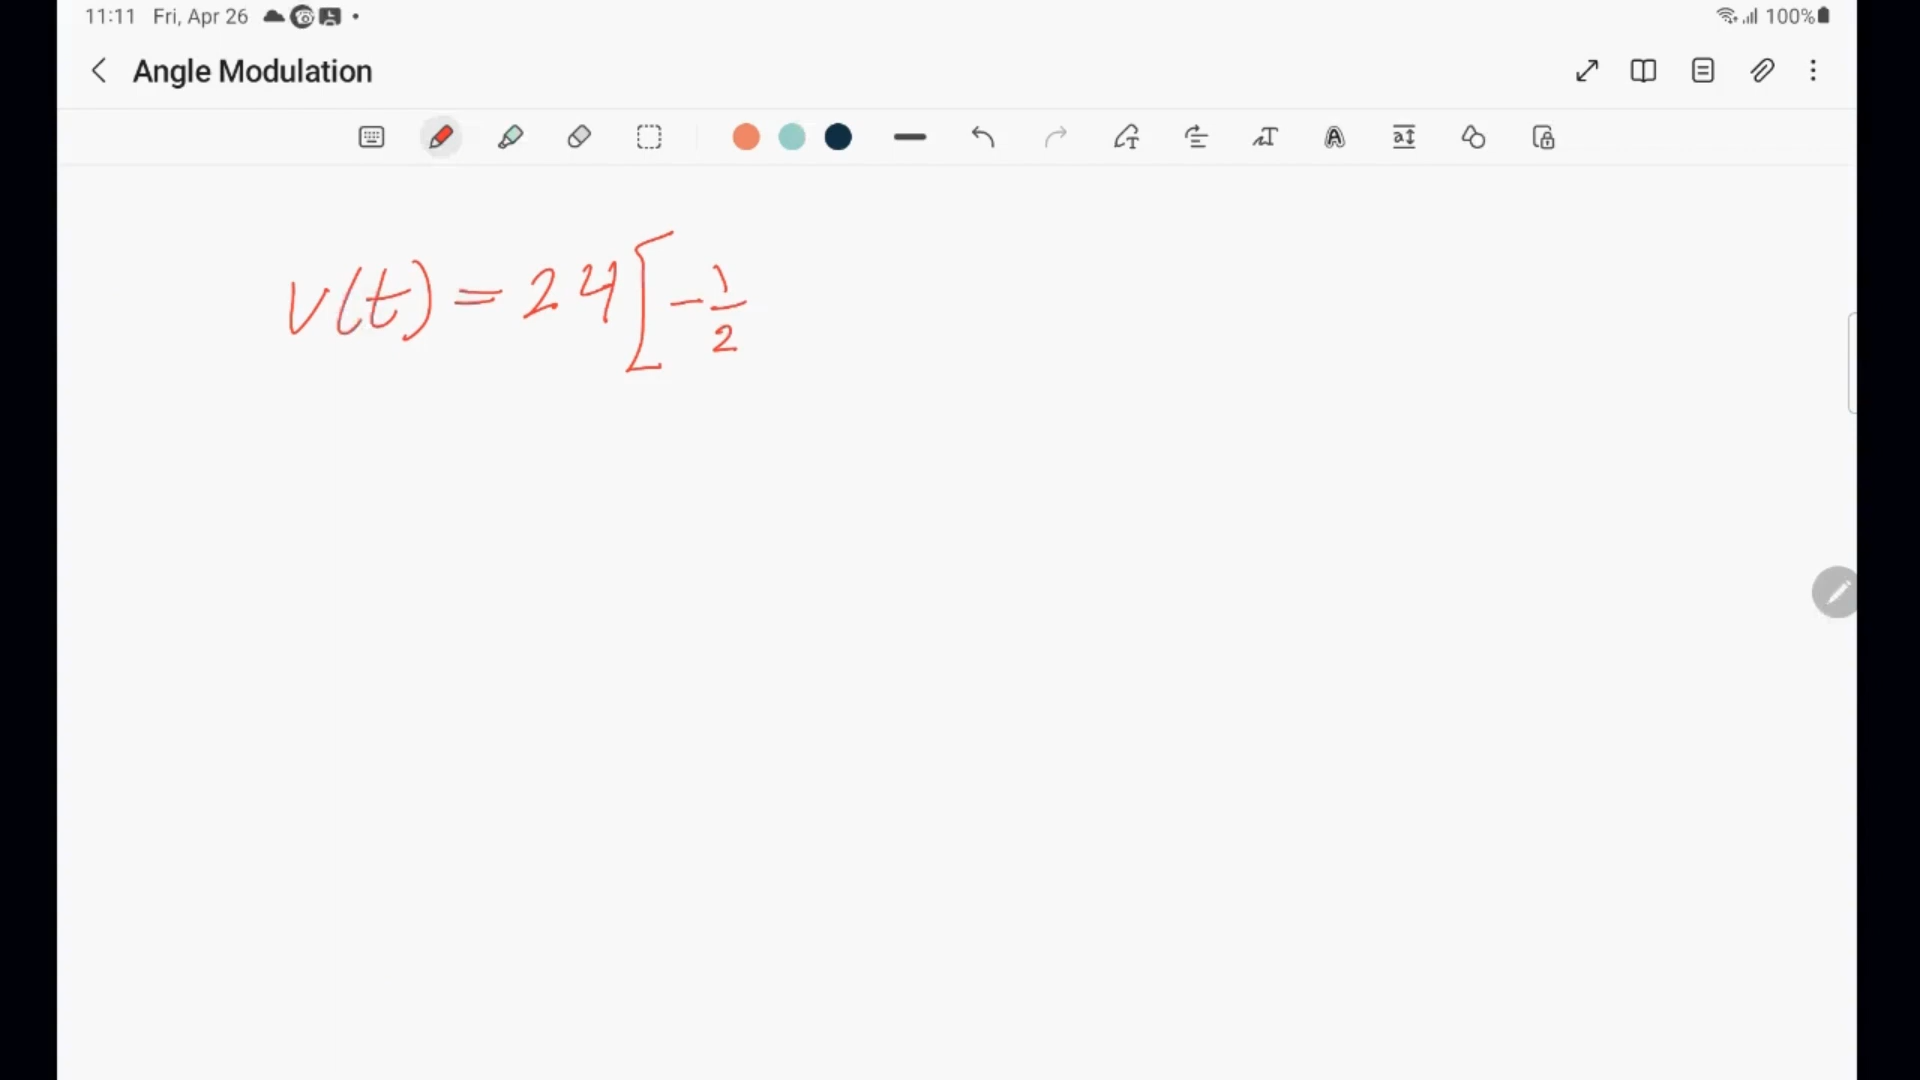 11:11 Fri, Apr 26 100%
Angle Modulation
v(t) = 24[-1/2